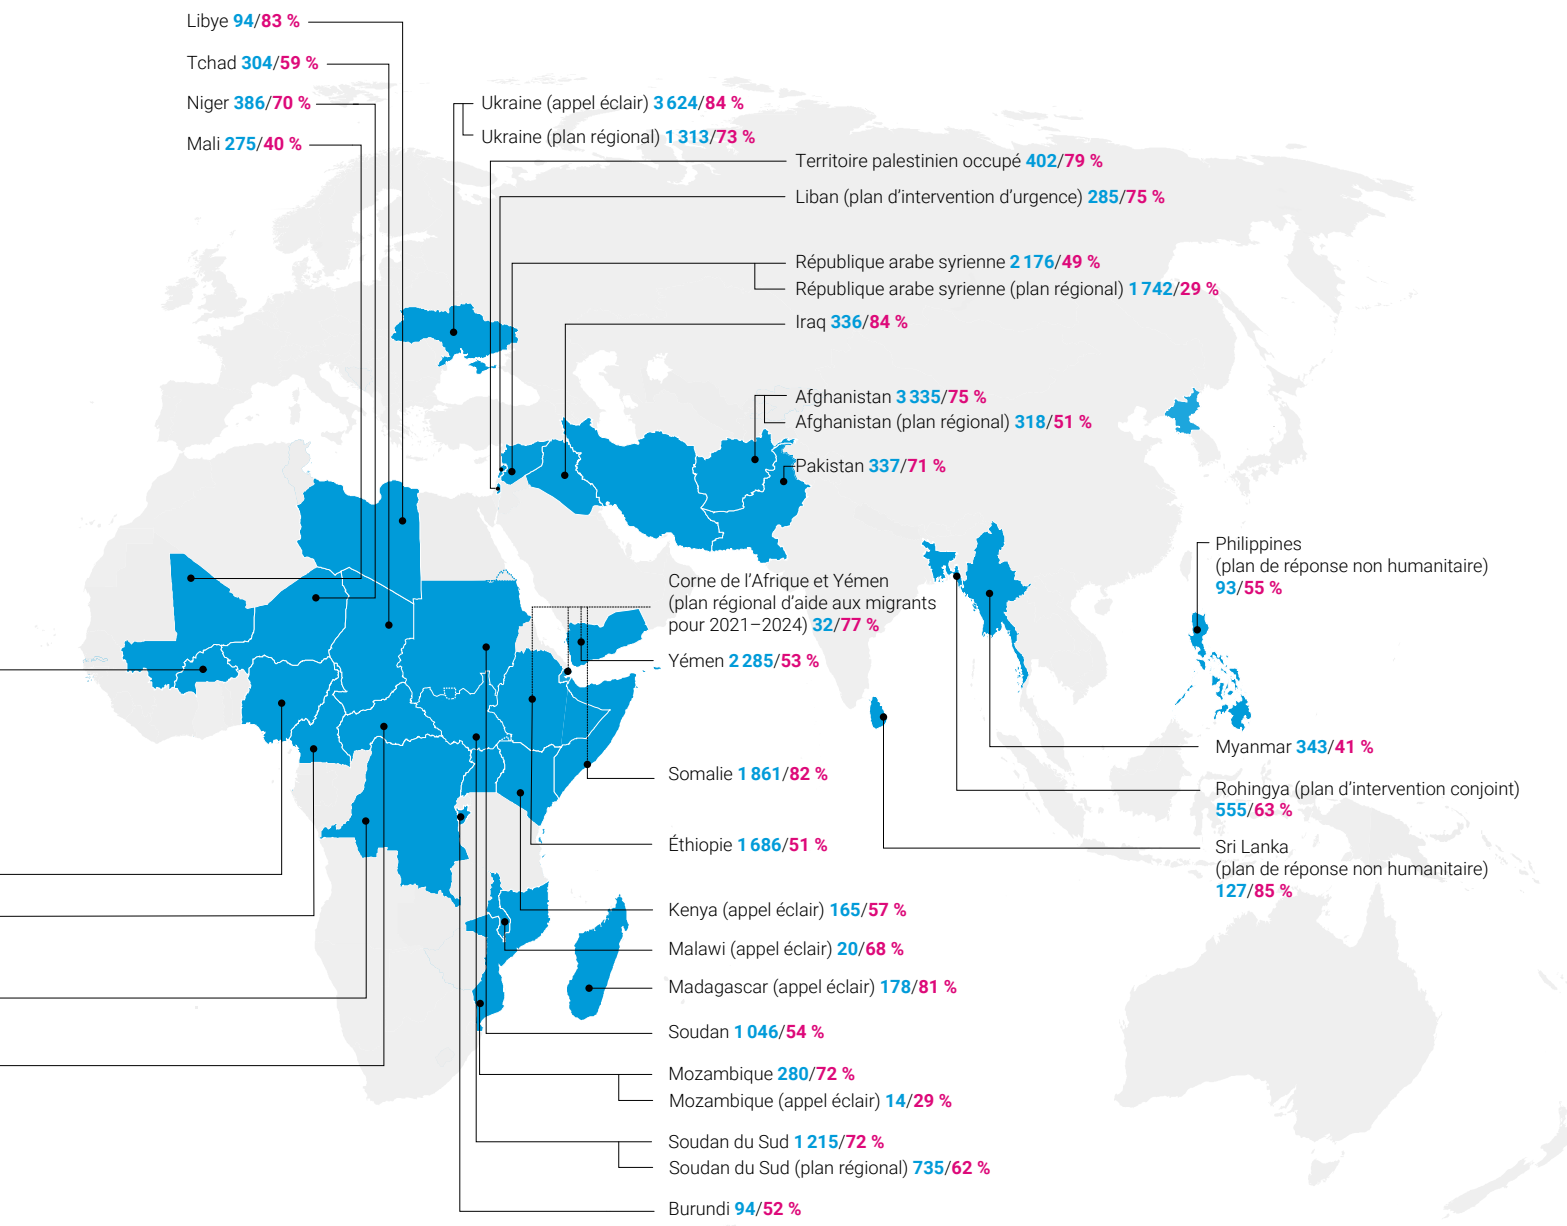 Libye 94/83 %
Tchad 304/59 %
Niger 386/70 %
Mali 275/40 %
Ukraine (appel éclair) 3 624/84 %
Ukraine (plan régional) 1 313/73 %
Territoire palestinien occupé 402/79 %
Liban (plan d’intervention d’urgence) 285/75 %
République arabe syrienne 2 176/49 %
République arabe syrienne (plan régional) 1 742/29 %
Iraq 336/84 %
Afghanistan 3 335/75 %
Afghanistan (plan régional) 318/51 %
Pakistan 337/71 %
Corne de l’Afrique et Yémen
(plan régional d’aide aux migrants
pour 2021–2024) 32/77 %
Yémen 2 285/53 %
Somalie 1 861/82 %
Éthiopie 1 686/51 %
Kenya (appel éclair) 165/57 %
Malawi (appel éclair) 20/68 %
Madagascar (appel éclair) 178/81 %
Soudan 1 046/54 %
Mozambique 280/72 %
Mozambique (appel éclair) 14/29 %
Soudan du Sud 1 215/72 %
Soudan du Sud (plan régional) 735/62 %
Burundi 94/52 %
Philippines
(plan de réponse non humanitaire)
93/55 %
Myanmar 343/41 %
Rohingya (plan d’intervention conjoint)
555/63 %
Sri Lanka
(plan de réponse non humanitaire)
127/85 %